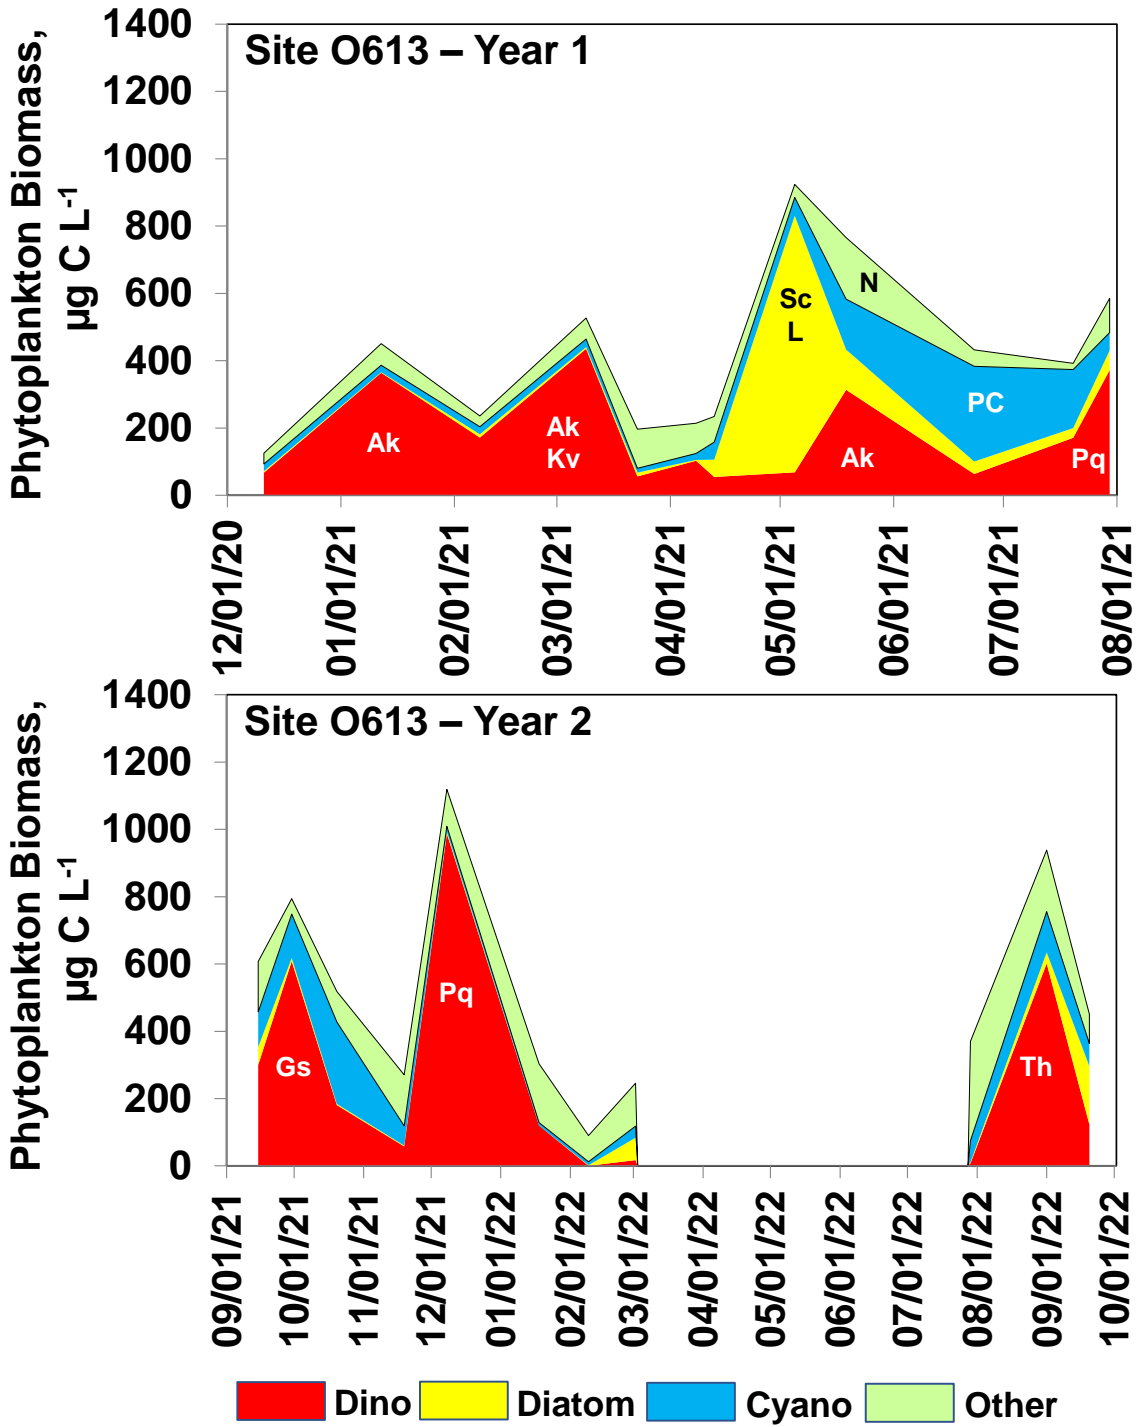 Phytoplankton Biomass,
µg C L-1
1400
1200
1000
800
600
400
200
0
Site O613 – Year 1
Ak
Ak
Kv
Sc
L
N
Ak
PC
Pq
12/01/20
01/01/21
02/01/21
03/01/21
04/01/21
05/01/21
06/01/21
07/01/21
08/01/21
Phytoplankton Biomass,
µg C L-1
1400
1200
1000
800
600
400
200
0
Site O613 – Year 2
Gs
Pq
Th
09/01/21
10/01/21
11/01/21
12/01/21
01/01/22
02/01/22
03/01/22
04/01/22
05/01/22
06/01/22
07/01/22
08/01/22
09/01/22
10/01/22
Dino Diatom Cyano Other